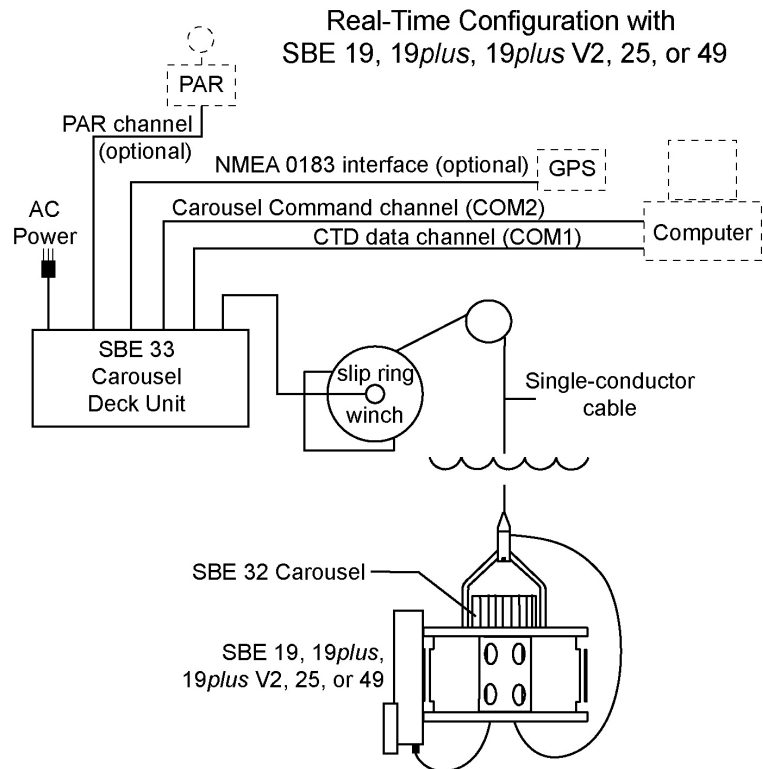 Real-Time Configuration with
SBE 19, 19plus, 19plus V2, 25, or 49
PAR
PAR channel
(optional)
NMEA 0183 interface (optional)
GPS
AC
Power
Carousel Command channel (COM2)
CTD data channel (COM1)
Computer
SBE 33
Carousel
Deck Unit
slip ring
winch
Single-conductor
cable
SBE 32 Carousel
SBE 19, 19plus,
19plus V2, 25, or 49